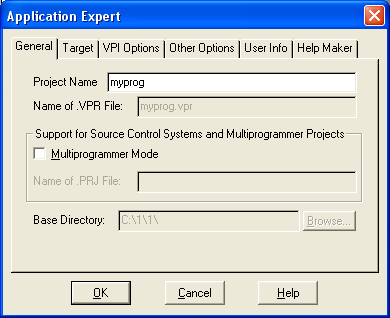 Application Expert
General Target VPI Options Other Options User Info Help Maker
Project Name myprog
Name of .VPR File: myprog.vpr
Support for Source Control Systems and Multiprogrammer Projects
Multiprogrammer Mode
Name of .PRJ File:
Base Directory: C:\1\1\ Browse...
OK Cancel Help